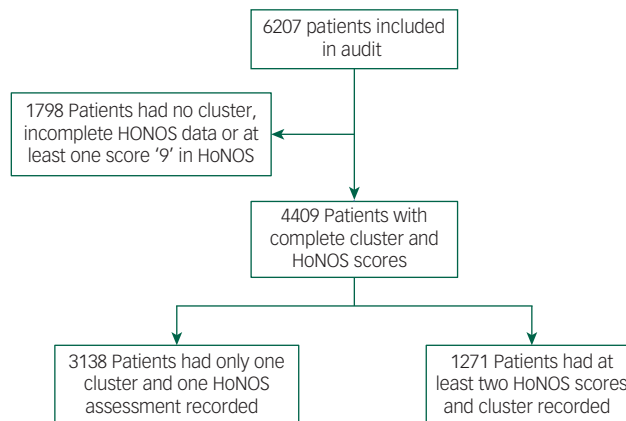 6207 patients included
in audit
1798 Patients had no cluster,
incomplete HONOS data or at
least one score '9' in HoNOS
4409 Patients with
complete cluster and
HoNOS scores
3138 Patients had only one
cluster and one HoNOS
assessment recorded
1271 Patients had at
least two HoNOS scores
and cluster recorded